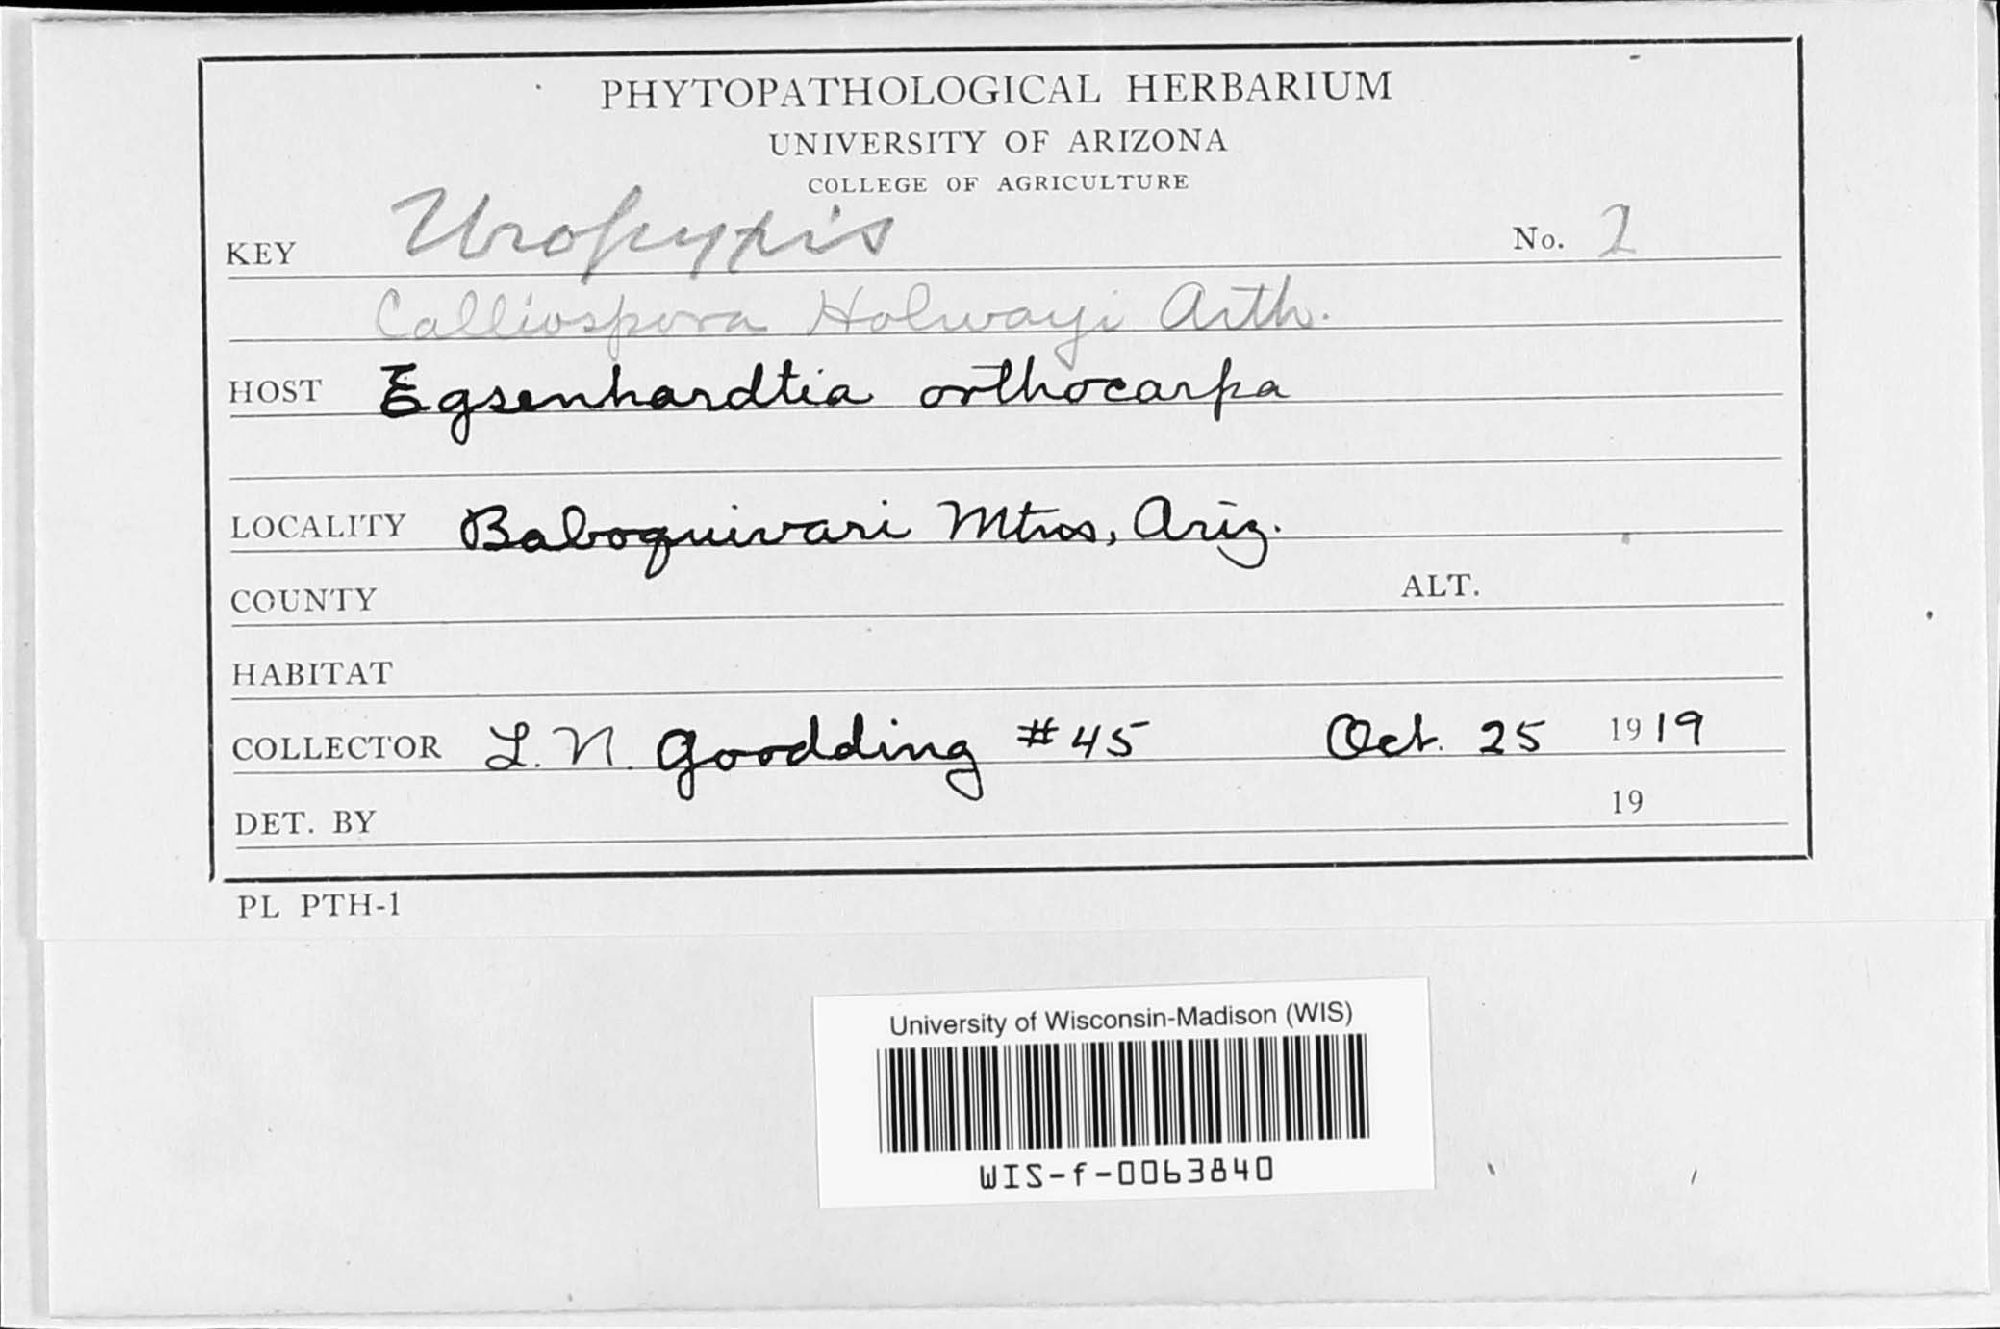 PHYTOPATHOLOGICAL HERBARIUM
UNIVERSITY OF ARIZONA
COLLEGE OF AGRICULTURE
KEY Uropyxis No. 2
Calliospora Holwayi Arth.
HOST Egsenhardtia orthocarpa
LOCALITY Baboquivari Mtns, Ariz.
COUNTY ALT.
HABITAT
COLLECTOR L. N. Goodding #45 Oct. 25 1919
DET. BY 19
PL PTH-1
University of Wisconsin-Madison (WIS)
WIS-f-0063840